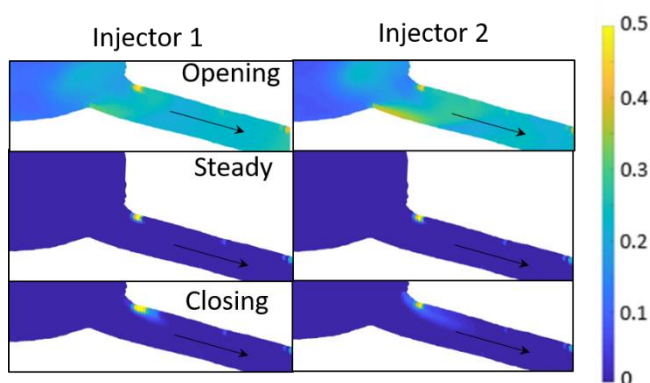 Injector 1
Injector 2
Opening
Steady
Closing
0.5
0.4
0.3
0.2
0.1
0